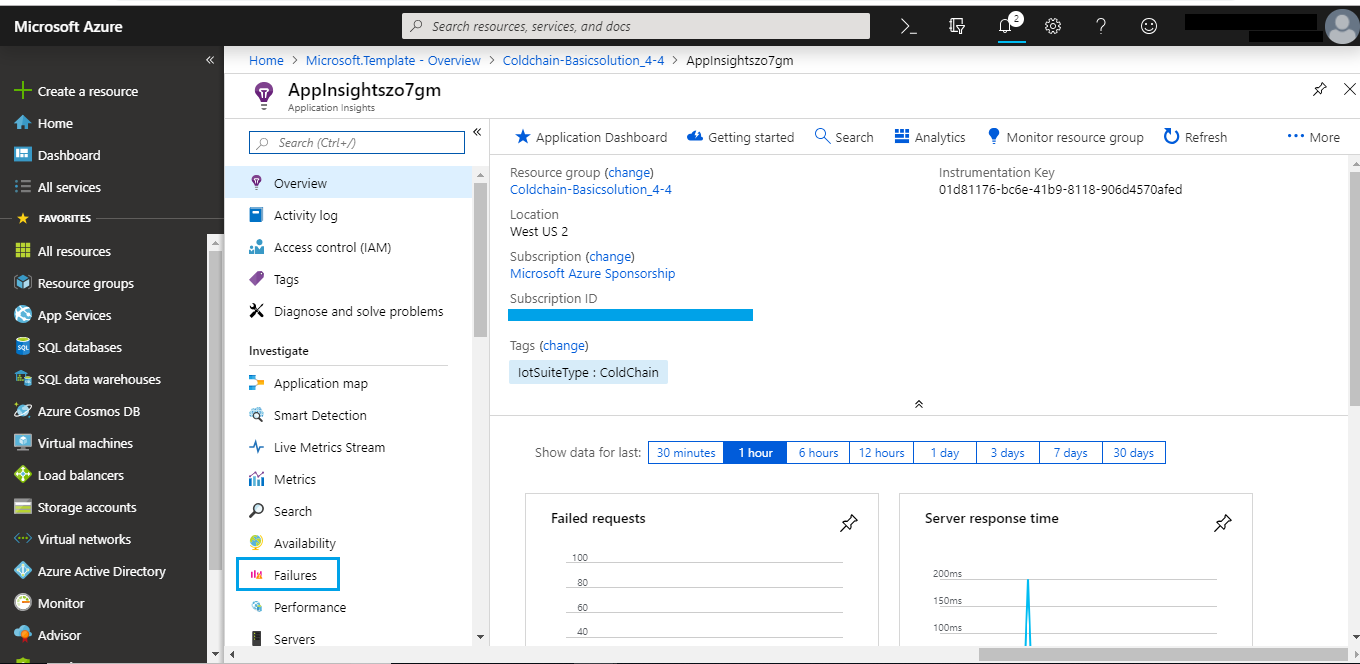 Microsoft Azure
Search resources, services, and docs
2
Home > Microsoft.Template - Overview > Coldchain-Basicsolution_4-4 > AppInsightszo7gm
AppInsightszo7gm
Application Insights
Create a resource
Home
Dashboard
All services
FAVORITES
All resources
Resource groups
App Services
SQL databases
SQL data warehouses
Azure Cosmos DB
Virtual machines
Load balancers
Storage accounts
Virtual networks
Azure Active Directory
Monitor
Advisor
Search (Ctrl+/)
Overview
Activity log
Access control (IAM)
Tags
Diagnose and solve problems
Investigate
Application map
Smart Detection
Live Metrics Stream
Metrics
Search
Availability
Failures
Performance
Servers
Application Dashboard
Getting started
Search
Analytics
Monitor resource group
Refresh
More
Resource group (change)
Coldchain-Basicsolution_4-4
Location
West US 2
Subscription (change)
Microsoft Azure Sponsorship
Subscription ID
Tags (change)
IotSuiteType : ColdChain
Instrumentation Key
01d81176-bc6e-41b9-8118-906d4570afed
Show data for last: 30 minutes 1 hour 6 hours 12 hours 1 day 3 days 7 days 30 days
Failed requests
100
80
60
40
Server response time
200ms
150ms
100ms